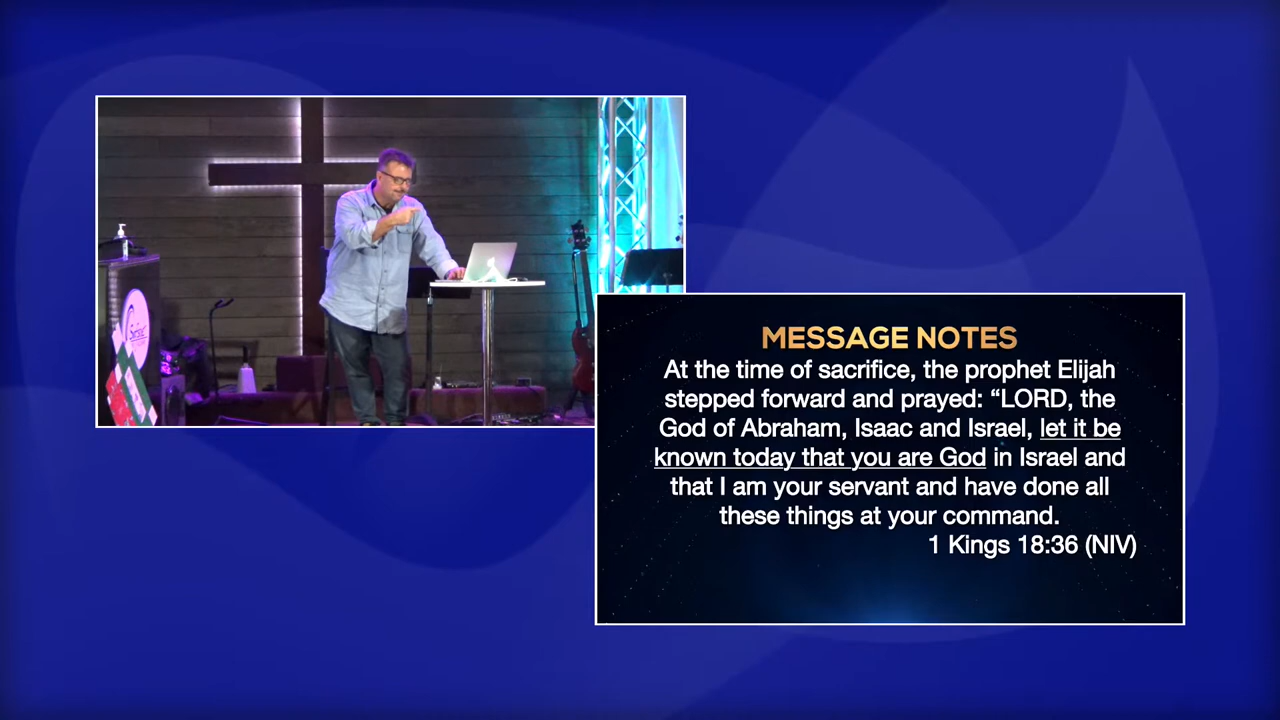 MESSAGE NOTES
At the time of sacrifice, the prophet Elijah
stepped forward and prayed: “LORD, the
God of Abraham, Isaac and Israel, let it be
known today that you are God in Israel and
that I am your servant and have done all
these things at your command.
1 Kings 18:36 (NIV)